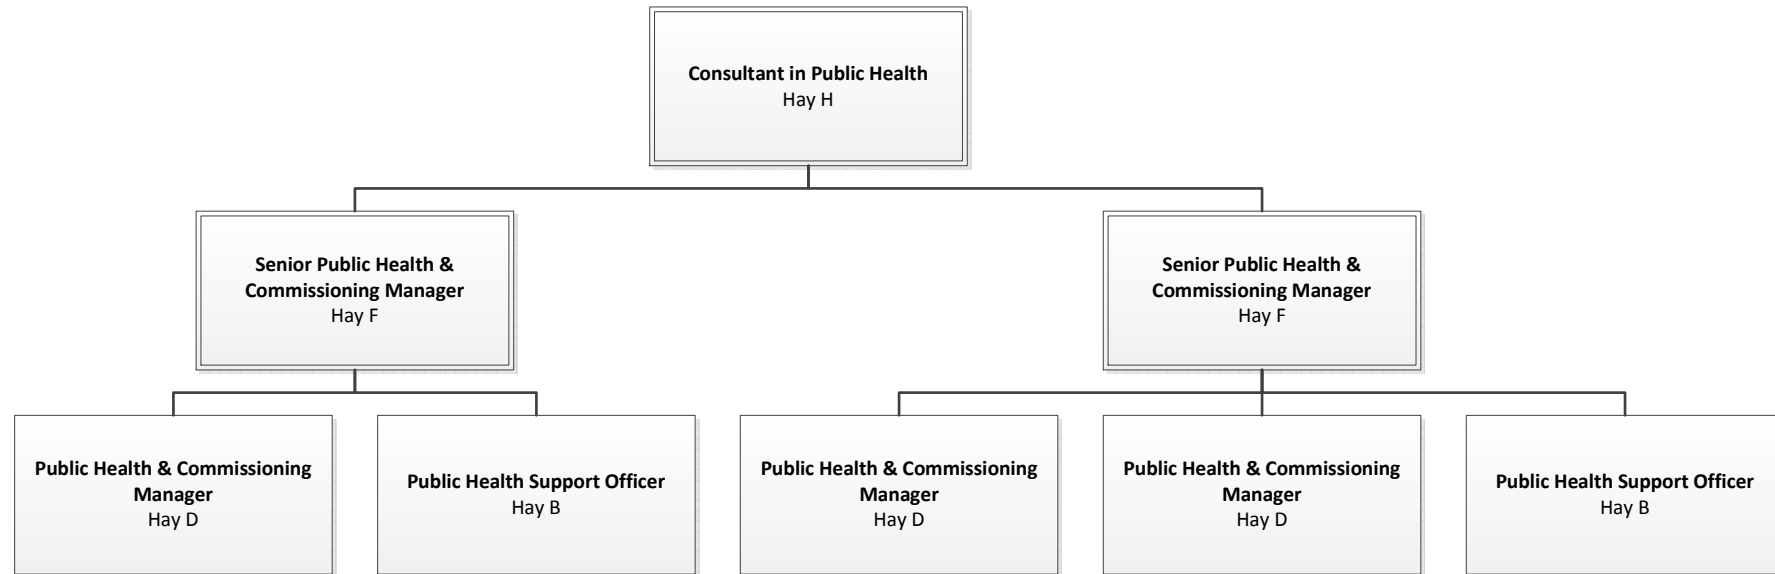 Consultant in Public Health
Hay H
Senior Public Health &
Commissioning Manager
Hay F
Senior Public Health &
Commissioning Manager
Hay F
Public Health & Commissioning
Manager
Hay D
Public Health Support Officer
Hay B
Public Health & Commissioning
Manager
Hay D
Public Health & Commissioning
Manager
Hay D
Public Health Support Officer
Hay B